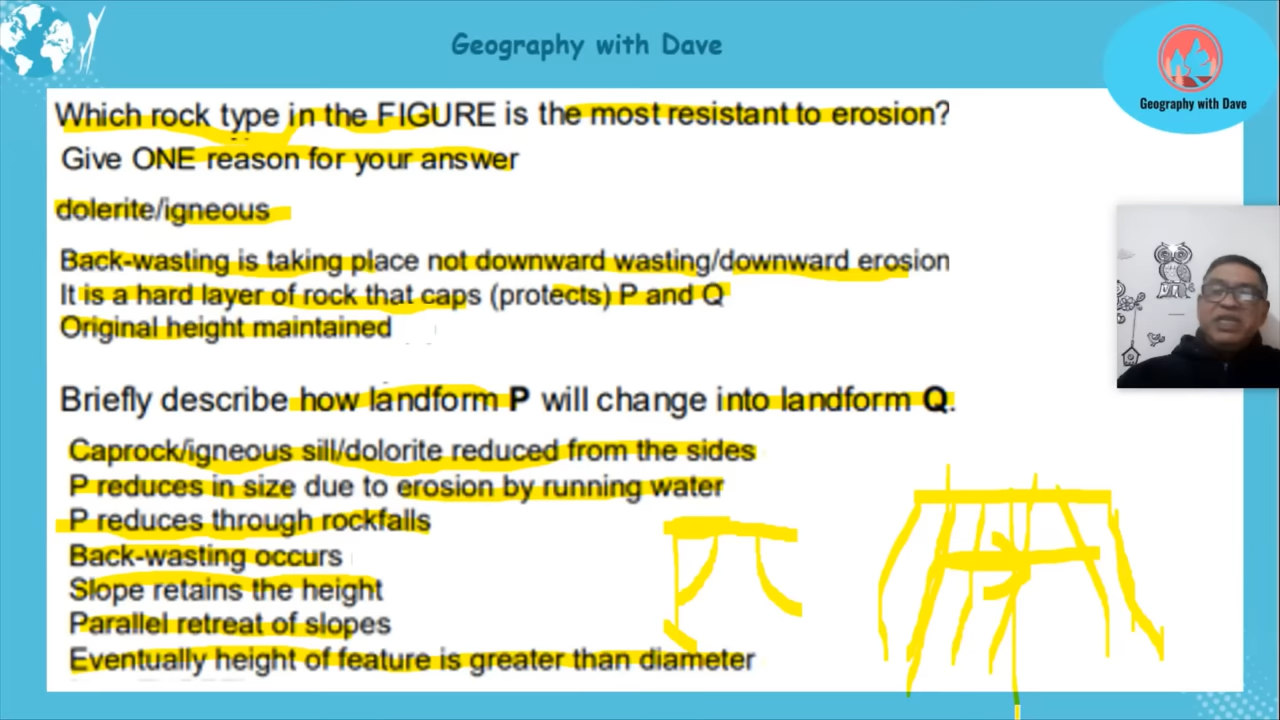 Geography with Dave
Geography with Dave
Which rock type in the FIGURE is the most resistant to erosion?
Give ONE reason for your answer
dolerite/igneous
Back-wasting is taking place not downward wasting/downward erosion
It is a hard layer of rock that caps (protects) P and Q
Original height maintained
Briefly describe how landform P will change into landform Q.
Caprock/igneous sill/dolorite reduced from the sides
P reduces in size due to erosion by running water
P reduces through rockfalls
Back-wasting occurs
Slope retains the height
Parallel retreat of slopes
Eventually height of feature is greater than diameter